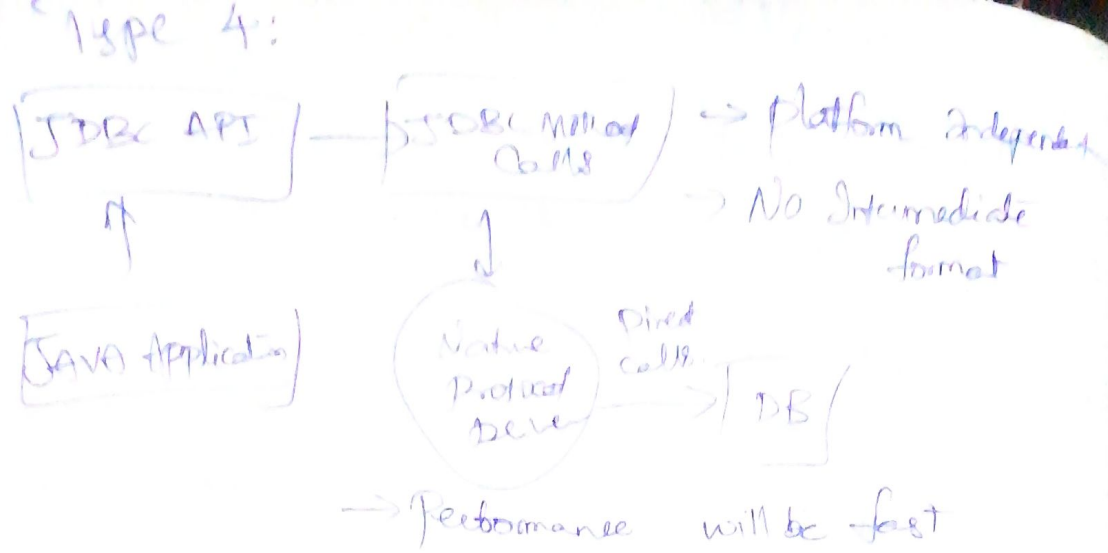 Type 4:
JDBC API
JDBC Method
Calls
→ Platform Independent
→ No Intermediate
format
JAVA Application
Native
Protocol
Driver
Direct
calls
DB
→ Performance will be fast